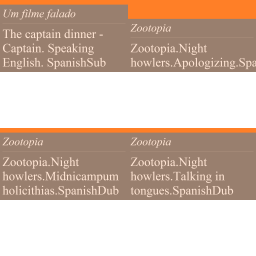 Um filme falado
The captain dinner -
Captain. Speaking
English. SpanishSub
Zootopia
Zootopia.Night
howlers.Apologizing.Spa
Zootopia
Zootopia.Night
howlers.Midnicampum
holicithias.SpanishDub
Zootopia
Zootopia.Night
howlers.Talking in
tongues.SpanishDub